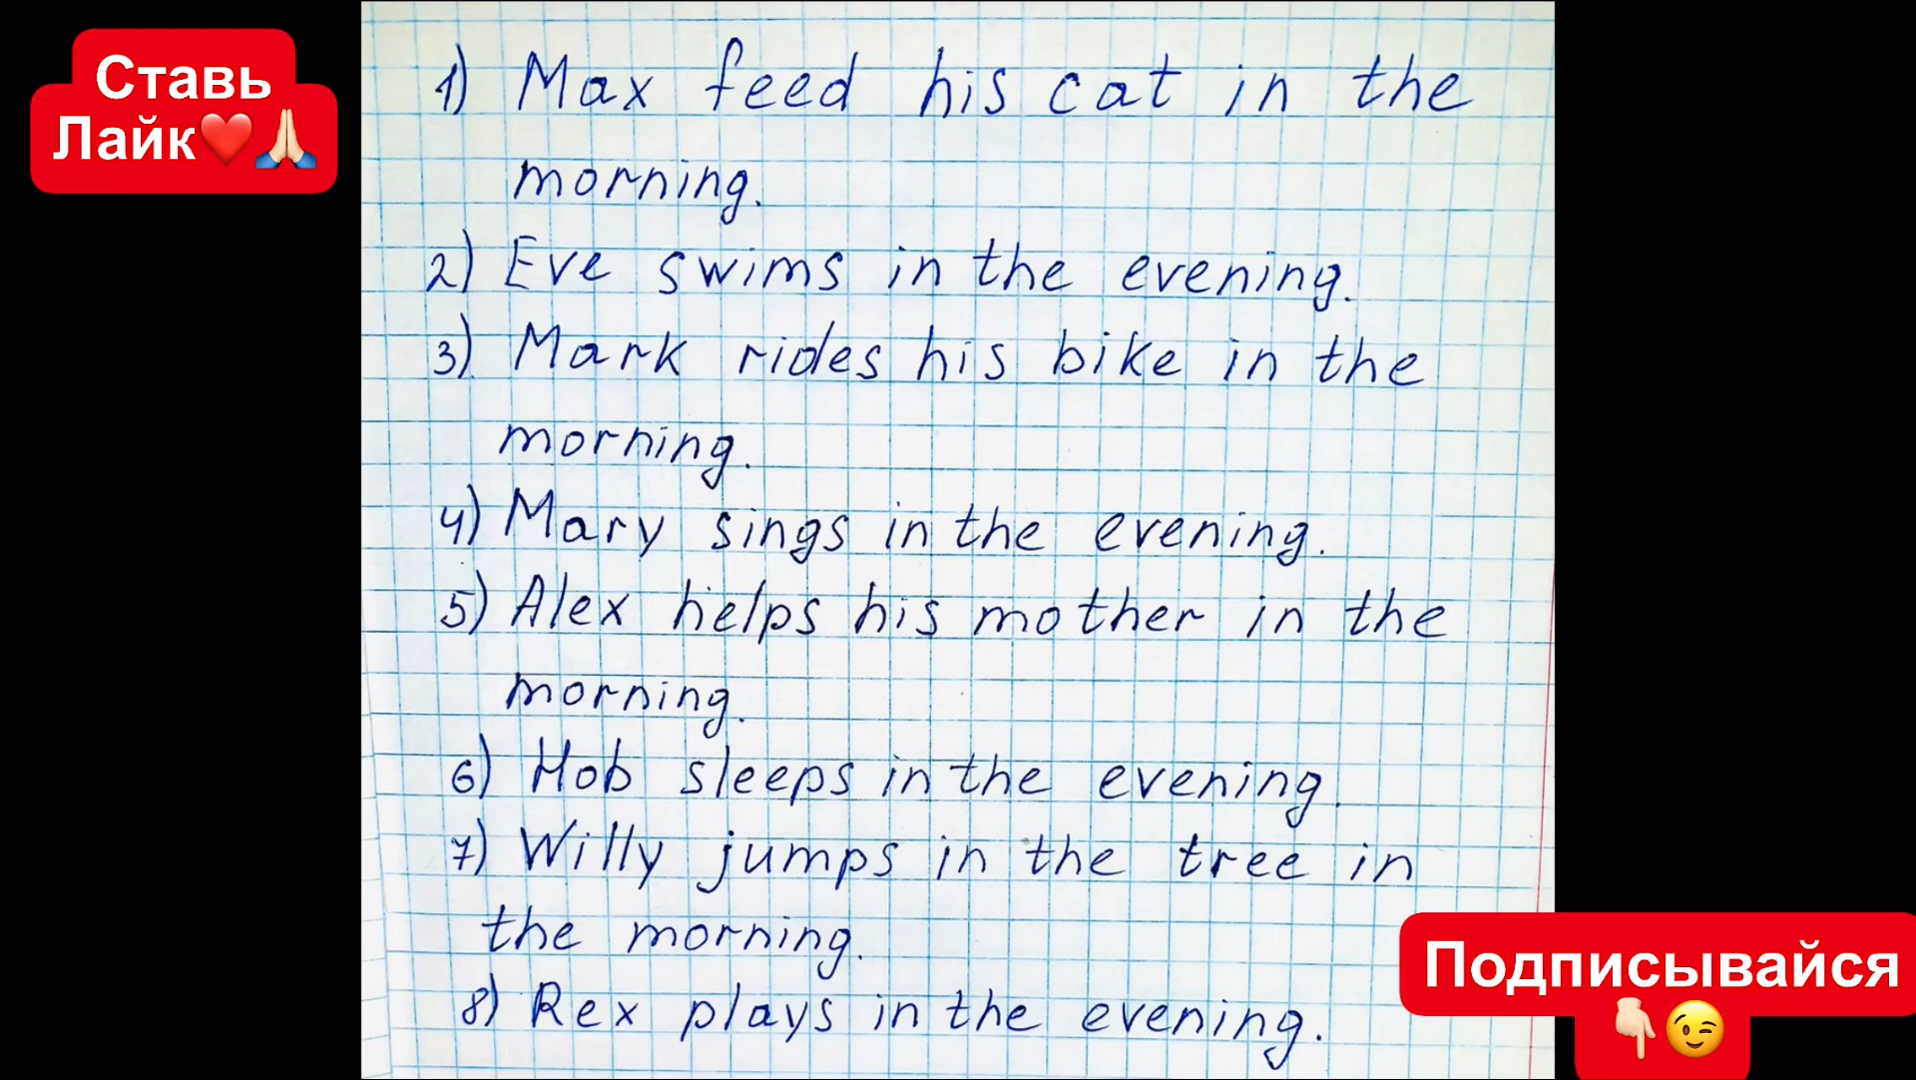 Ставь
Лайк❤️🙏🏻
1) Max feed his cat in the
morning.
2) Eve swims in the evening.
3) Mark rides his bike in the
morning.
4) Mary sings in the evening.
5) Alex helps his mother in the
morning.
6) Hob sleeps in the evening.
7) Willy jumps in the tree in
the morning.
8) Rex plays in the evening.
Подписывайся
👇🏻😉